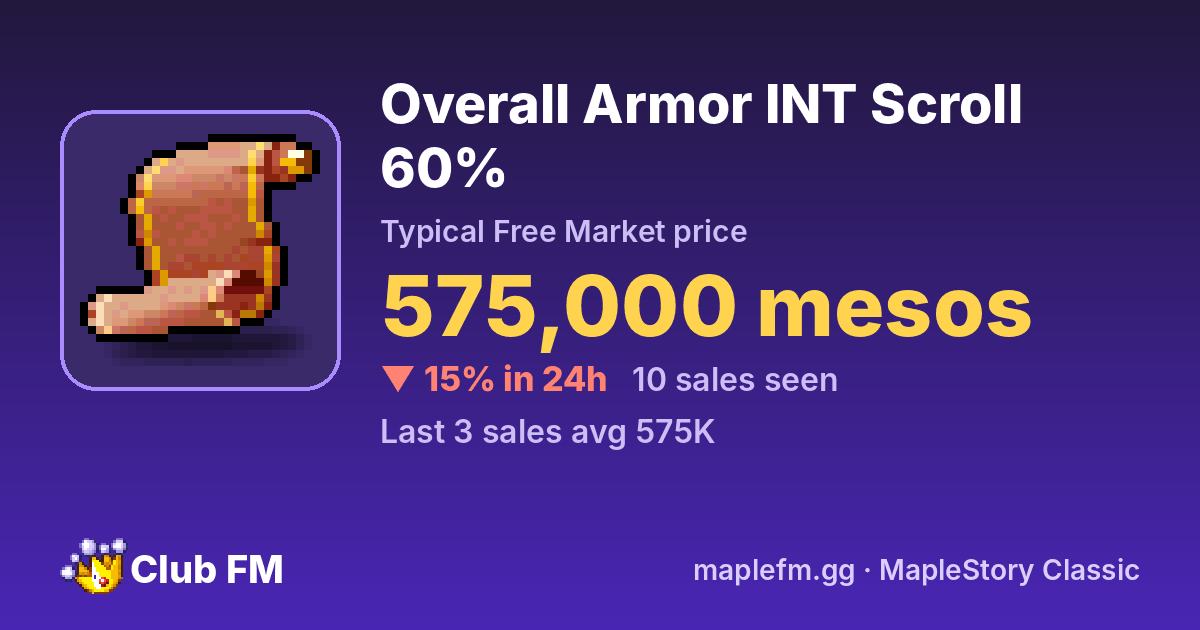 Overall Armor INT Scroll
60%
Typical Free Market price
575,000 mesos
▼ 15% in 24h 10 sales seen
Last 3 sales avg 575K
Club FM
maplefm.gg · MapleStory Classic